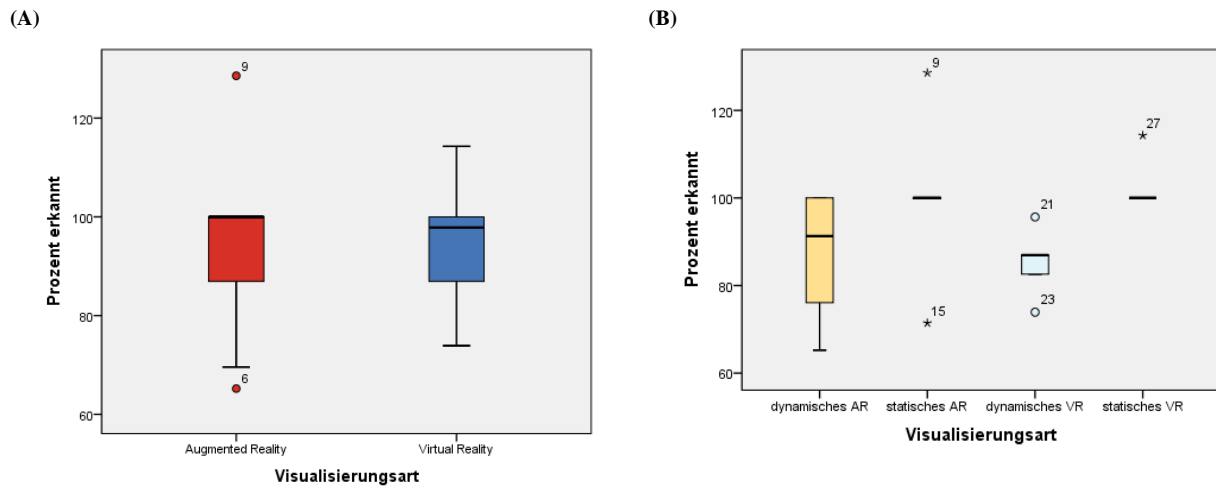 (A)
9
120
100
80
60
6
Prozent erkannt
Augmented Reality
Virtual Reality
Visualisierungsart
(B)
9
27
120
100
80
60
21
15
23
Prozent erkannt
dynamisches AR
statisches AR
dynamisches VR
statisches VR
Visualisierungsart